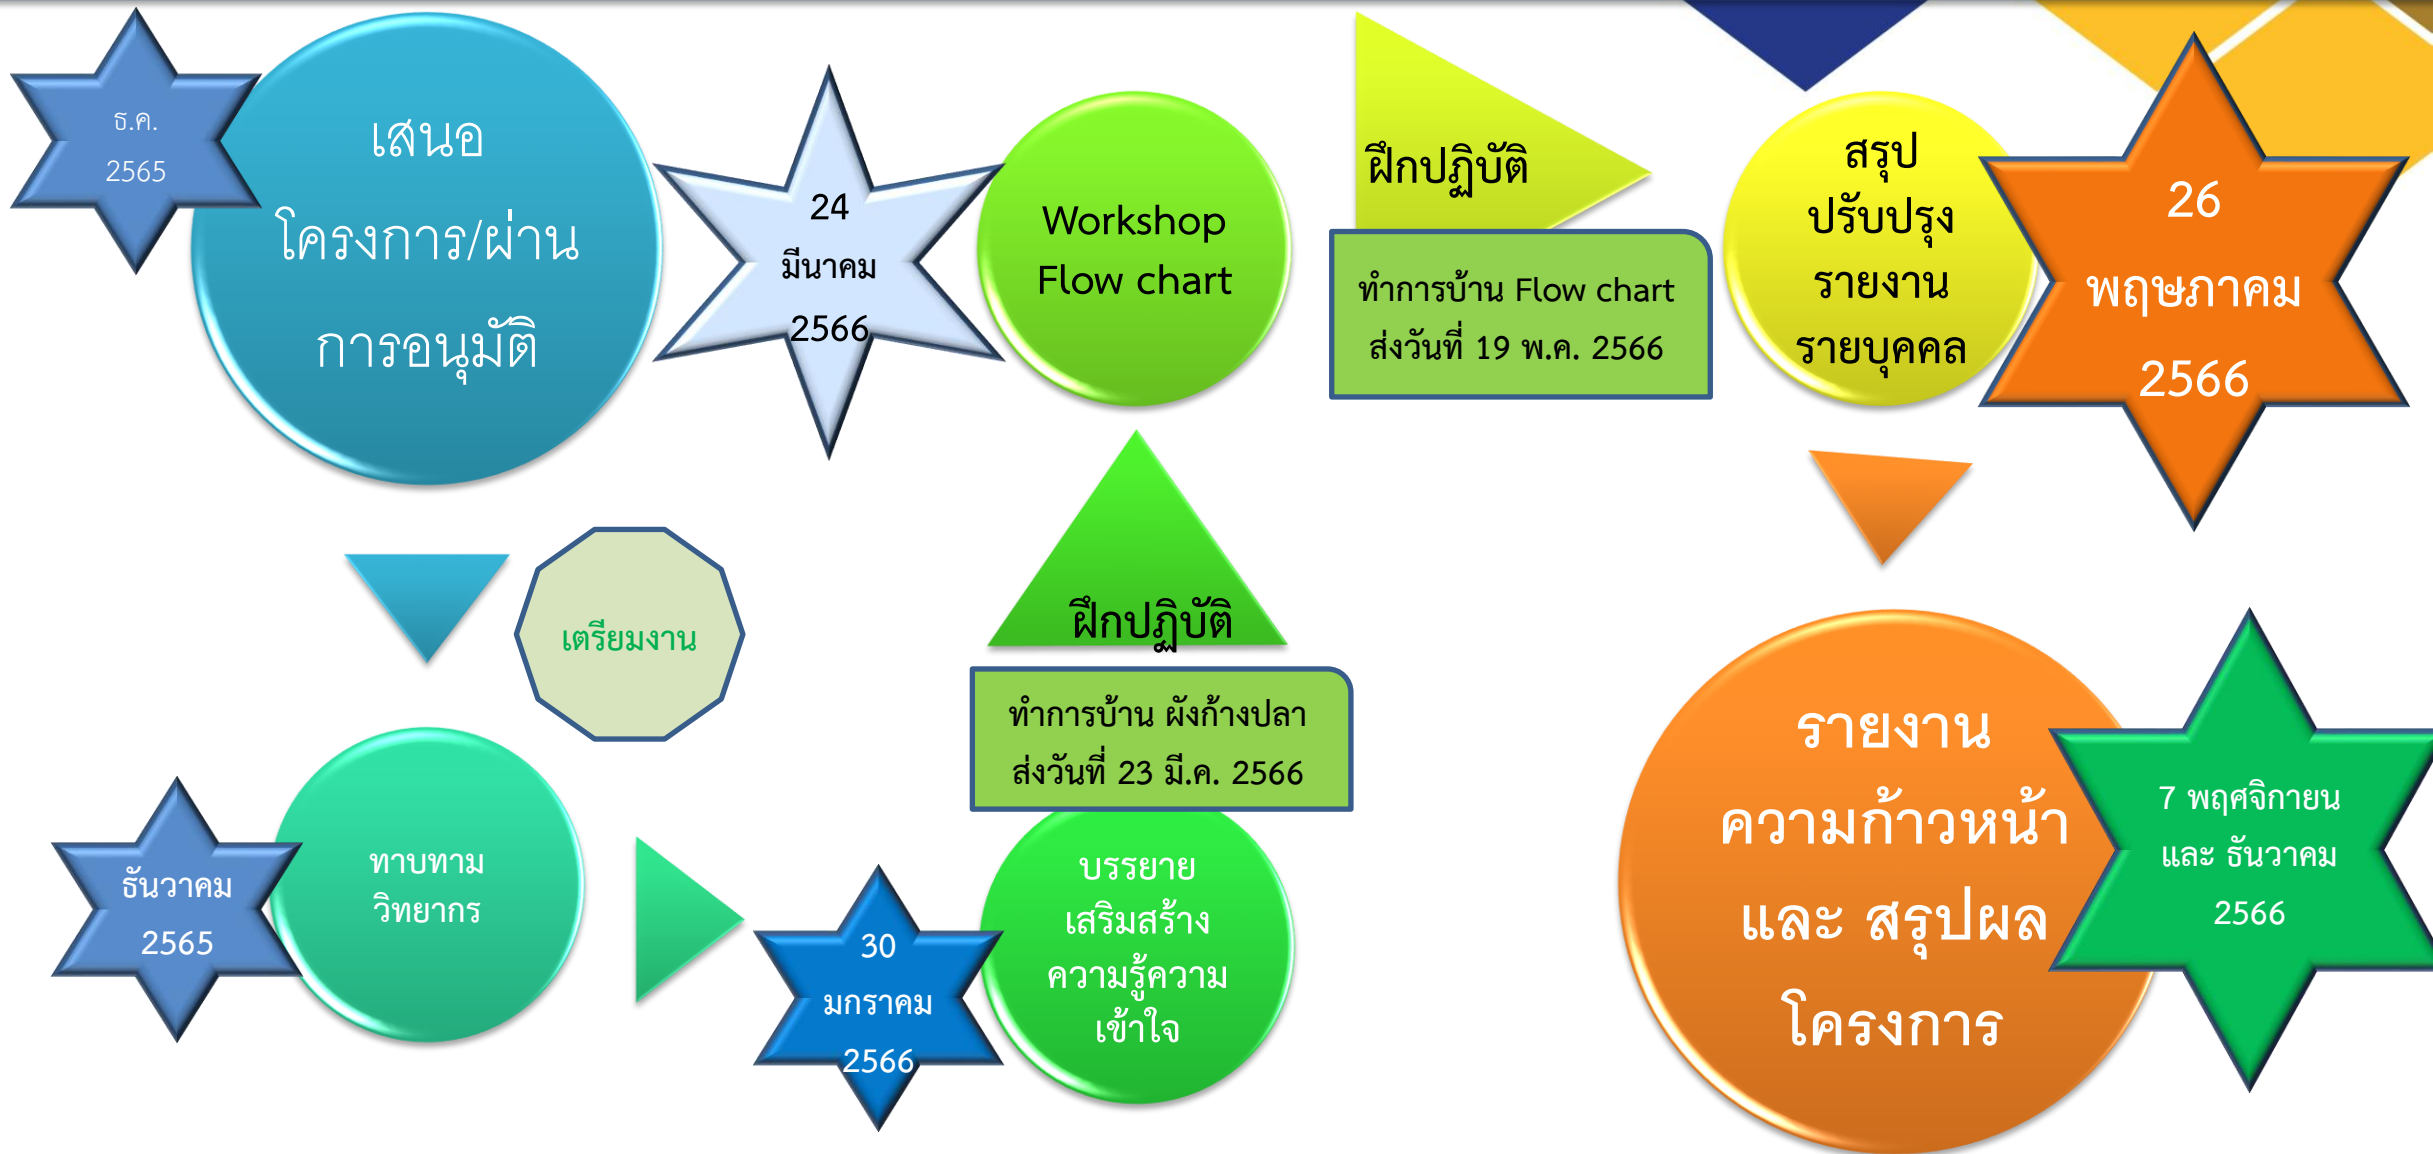 ธ.ค.
2565
เสนอ
โครงการ/ผ่าน
การอนุมัติ
เตรียมงาน
ธันวาคม
2565
ทาบทาม
วิทยากร
30
มกราคม
2566
บรรยาย
เสริมสร้าง
ความรู้ความ
เข้าใจ
ฝึกปฏิบัติ
ทำการบ้าน ผังก้างปลา
ส่งวันที่ 23 มี.ค. 2566
24
มีนาคม
2566
Workshop
Flow chart
ฝึกปฏิบัติ
ทำการบ้าน Flow chart
ส่งวันที่ 19 พ.ค. 2566
สรุป
ปรับปรุง
รายงาน
รายบุคคล
26
พฤษภาคม
2566
รายงาน
ความก้าวหน้า
และ สรุปผล
โครงการ
7 พฤศจิกายน
และ ธันวาคม
2566